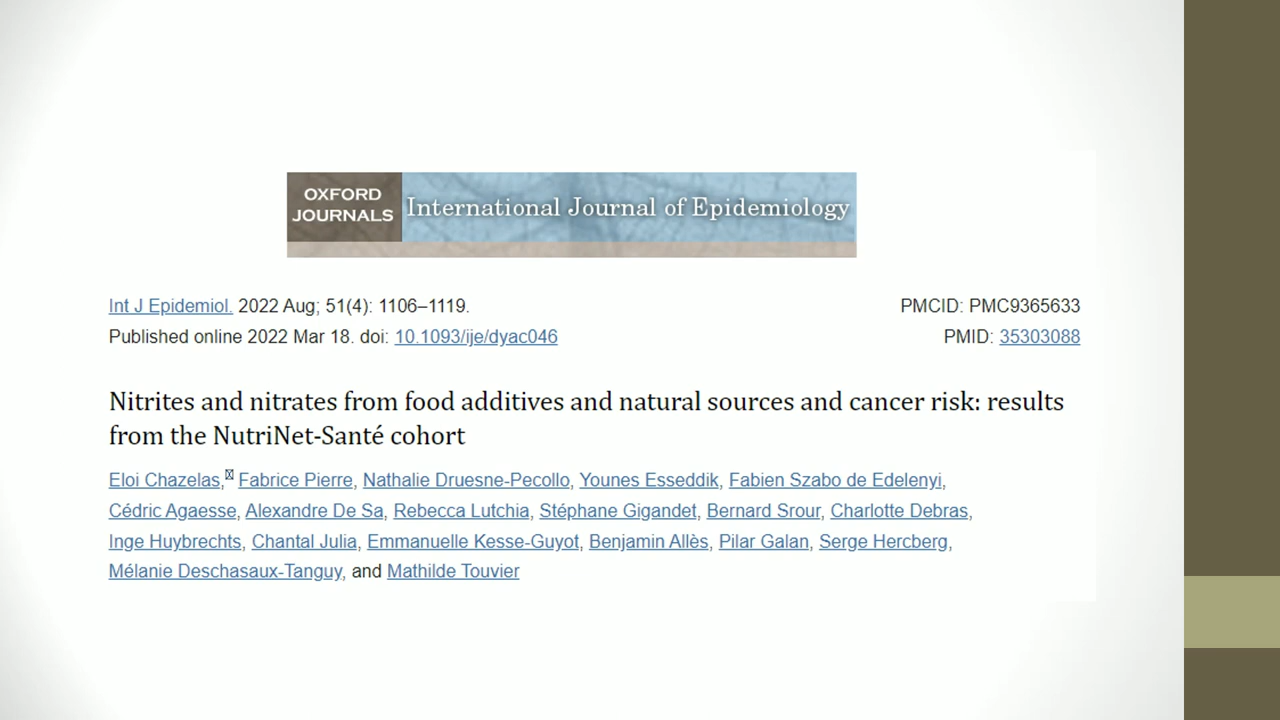 OXFORD
JOURNALS
International Journal of Epidemiology
Int J Epidemiol. 2022 Aug; 51(4): 1106–1119.
PMCID: PMC9365633
Published online 2022 Mar 18. doi: 10.1093/ije/dyac046
PMID: 35303088
Nitrites and nitrates from food additives and natural sources and cancer risk: results
from the NutriNet-Santé cohort
Eloi Chazelas, Fabrice Pierre, Nathalie Druesne-Pecollo, Younes Esseddik, Fabien Szabo de Edelenyi,
Cédric Agaesse, Alexandre De Sa, Rebecca Lutchia, Stéphane Gigandet, Bernard Srour, Charlotte Debras,
Inge Huybrechts, Chantal Julia, Emmanuelle Kesse-Guyot, Benjamin Allès, Pilar Galan, Serge Hercberg,
Mélanie Deschasaux-Tanguy, and Mathilde Touvier